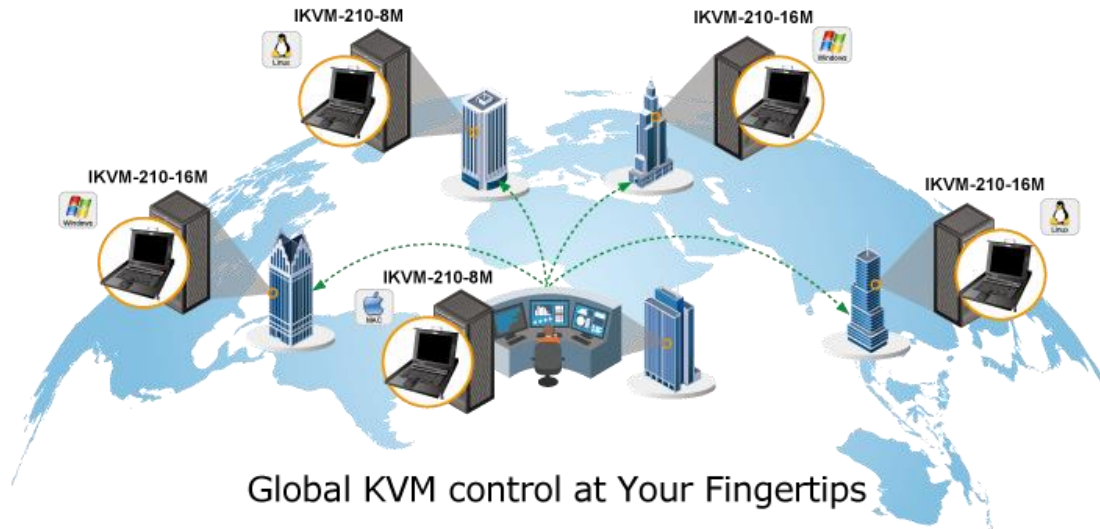 IKVM-210-8M
Linux
IKVM-210-16M
Windows
IKVM-210-16M
Windows
IKVM-210-16M
Linux
IKVM-210-8M
MAC
Global KVM control at Your Fingertips